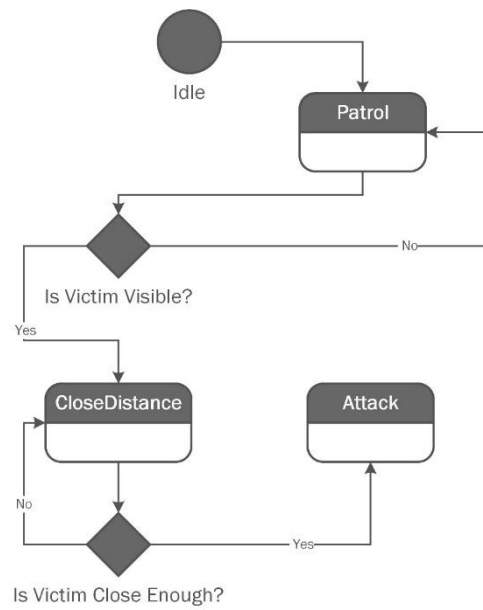 Idle
Patrol
No
Is Victim Visible?
Yes
CloseDistance
Attack
No
Yes
Is Victim Close Enough?